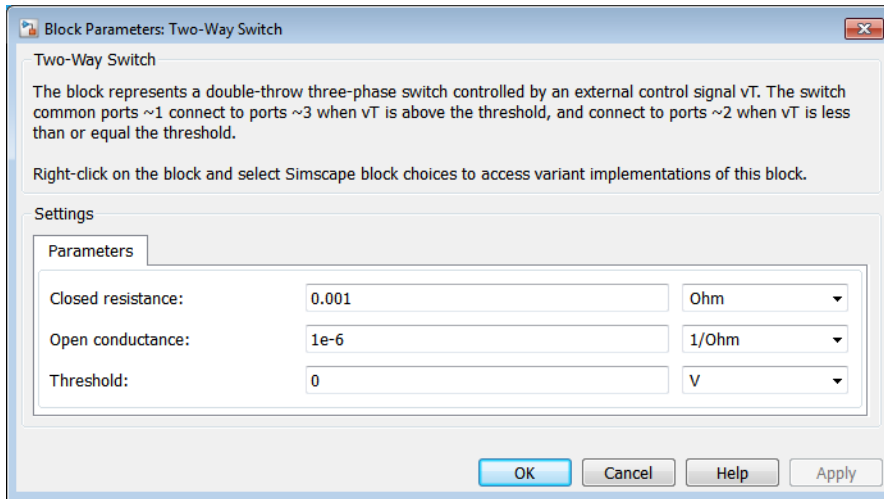 Block Parameters: Two-Way Switch
Two-Way Switch
The block represents a double-throw three-phase switch controlled by an external control signal vT. The switch
common ports ~1 connect to ports ~3 when vT is above the threshold, and connect to ports ~2 when vT is less
than or equal the threshold.
Right-click on the block and select Simscape block choices to access variant implementations of this block.
Settings
Parameters
Closed resistance: 0.001 Ohm
Open conductance: 1e-6 1/Ohm
Threshold: 0 V
OK Cancel Help Apply